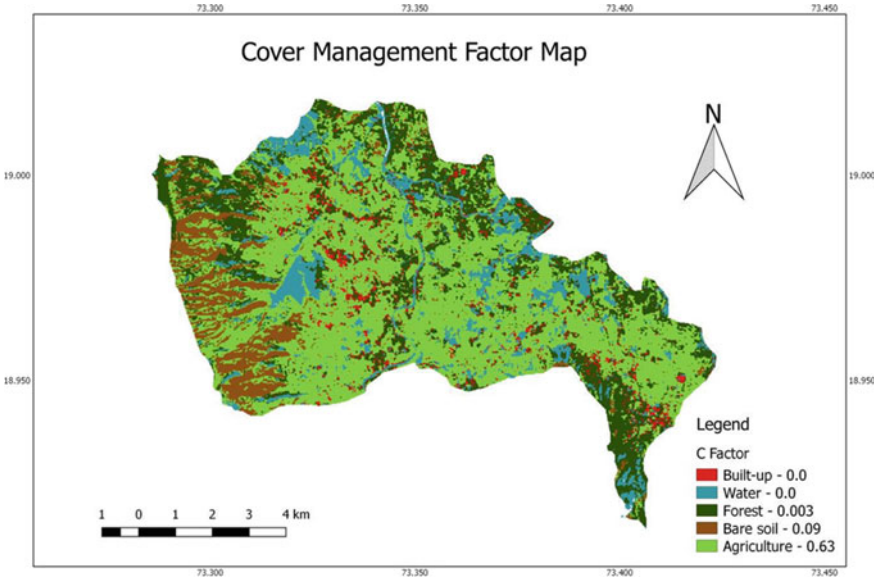 73.300 73.350 73.400 73.450
Cover Management Factor Map
N
19.000 19.000
18.950 18.950
Legend
C Factor
Built-up - 0.0
Water - 0.0
Forest - 0.003
Bare soil - 0.09
Agriculture - 0.63
1 0 1 2 3 4 km
73.300 73.350 73.400 73.450